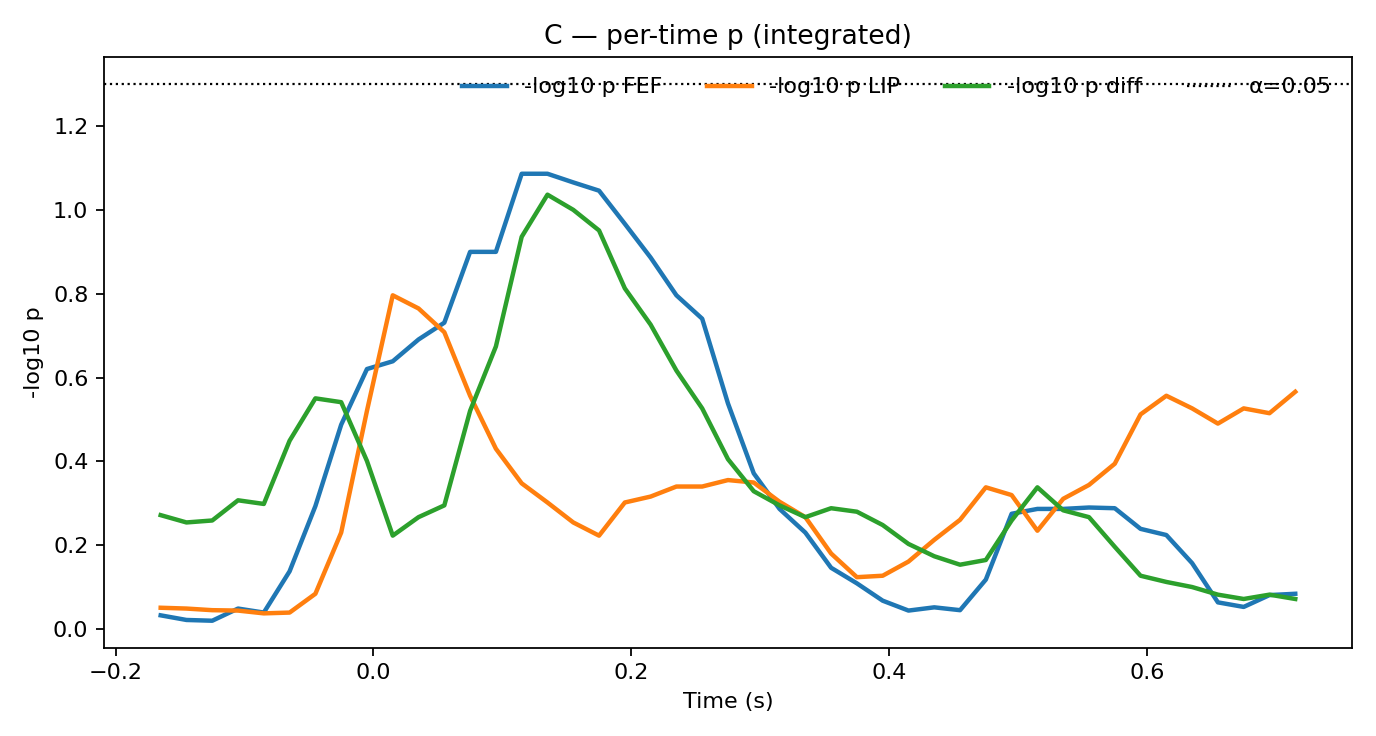 C — per-time p (integrated)
-log10 p FEF -log10 p LIP -log10 p diff α=0.05
1.2
1.0
0.8
0.6
0.4
0.2
0.0
-log10 p
−0.2 0.0 0.2 0.4 0.6
Time (s)